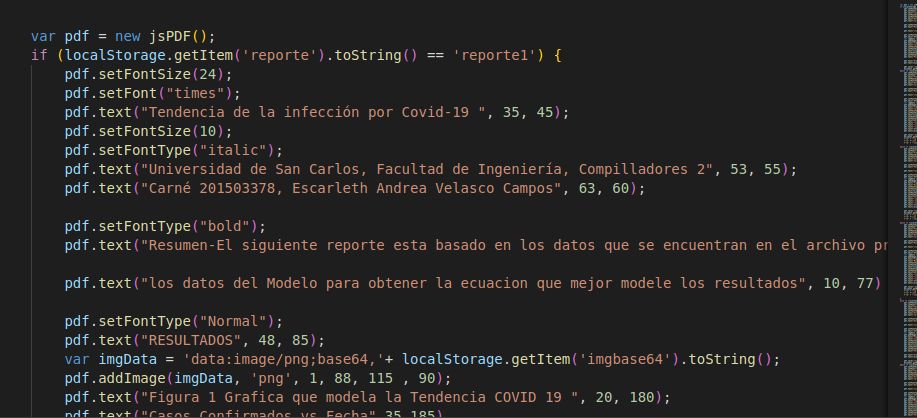 var pdf = new jsPDF();
if (localStorage.getItem('reporte').toString() == 'reporte1') {
pdf.setFontSize(24);
pdf.setFont("times");
pdf.text("Tendencia de la infección por Covid-19 ", 35, 45);
pdf.setFontSize(10);
pdf.setFontType("italic");
pdf.text("Universidad de San Carlos, Facultad de Ingeniería, Compilladores 2", 53, 55);
pdf.text("Carné 201503378, Escarleth Andrea Velasco Campos", 63, 60);
pdf.setFontType("bold");
pdf.text("Resumen-El siguiente reporte esta basado en los datos que se encuentran en el archivo pr
pdf.text("los datos del Modelo para obtener la ecuacion que mejor modele los resultados", 10, 77)
pdf.setFontType("Normal");
pdf.text("RESULTADOS", 48, 85);
var imgData = 'data:image/png;base64,'+ localStorage.getItem('imgbase64').toString();
pdf.addImage(imgData, 'png', 1, 88, 115 , 90);
pdf.text("Figura 1 Grafica que modela la Tendencia COVID 19 ", 20, 180);
pdf.text("Casos Confirmados vs Fecha",35,185)